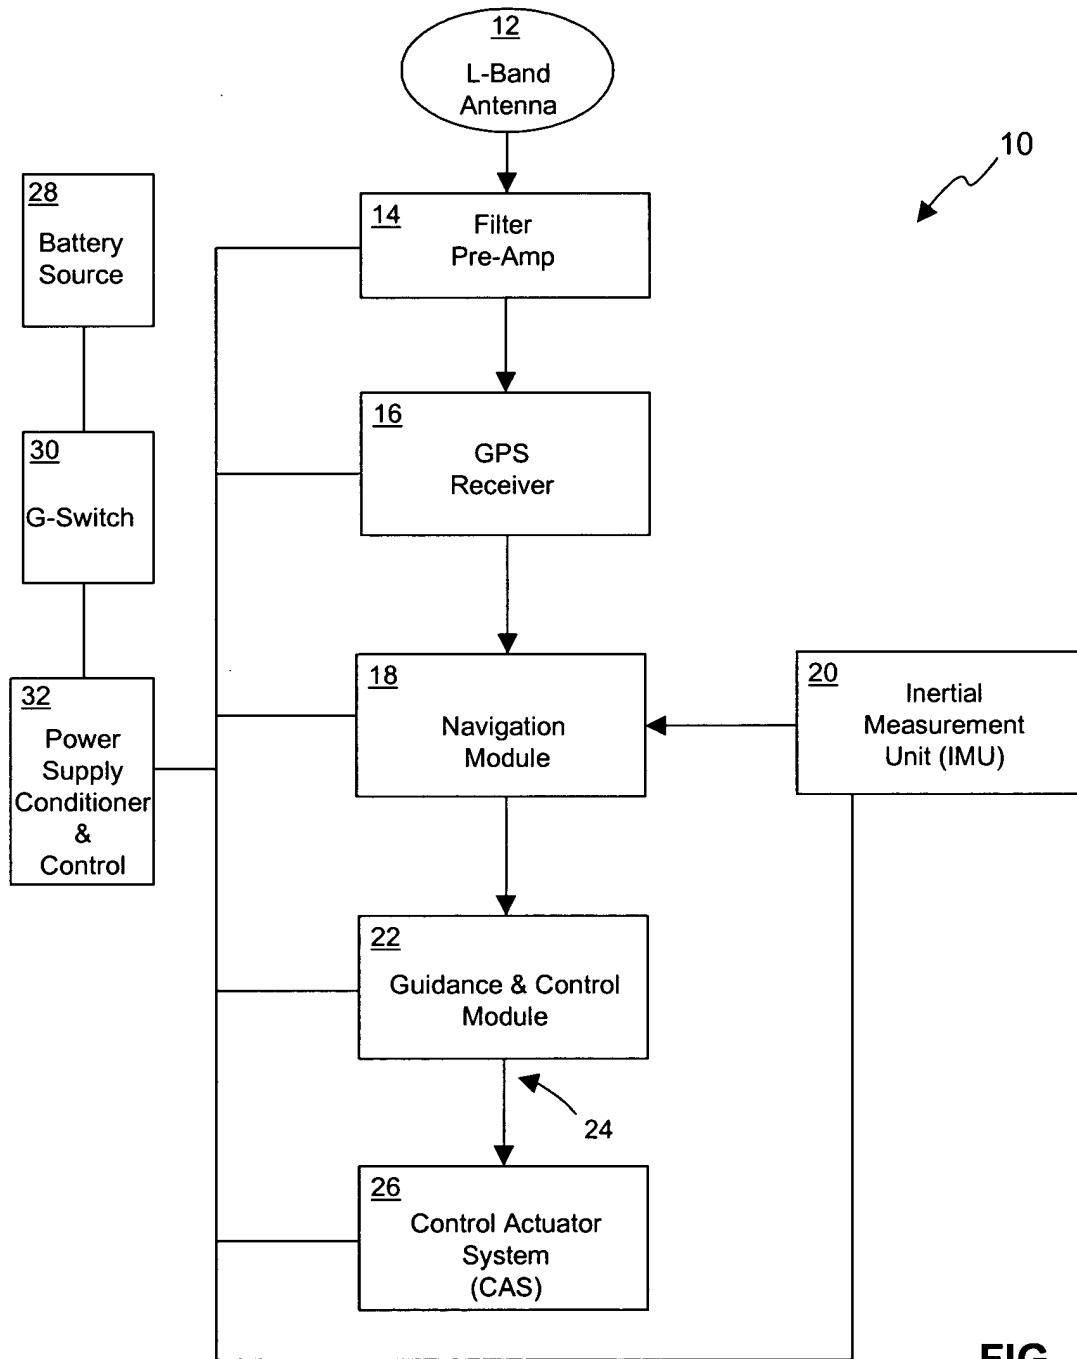 12
L-Band
Antenna
10
28
Battery
Source
14
Filter
Pre-Amp
30
G-Switch
16
GPS
Receiver
32
Power
Supply
Conditioner
&
Control
18
Navigation
Module
20
Inertial
Measurement
Unit (IMU)
22
Guidance & Control
Module
24
26
Control Actuator
System
(CAS)
FIG